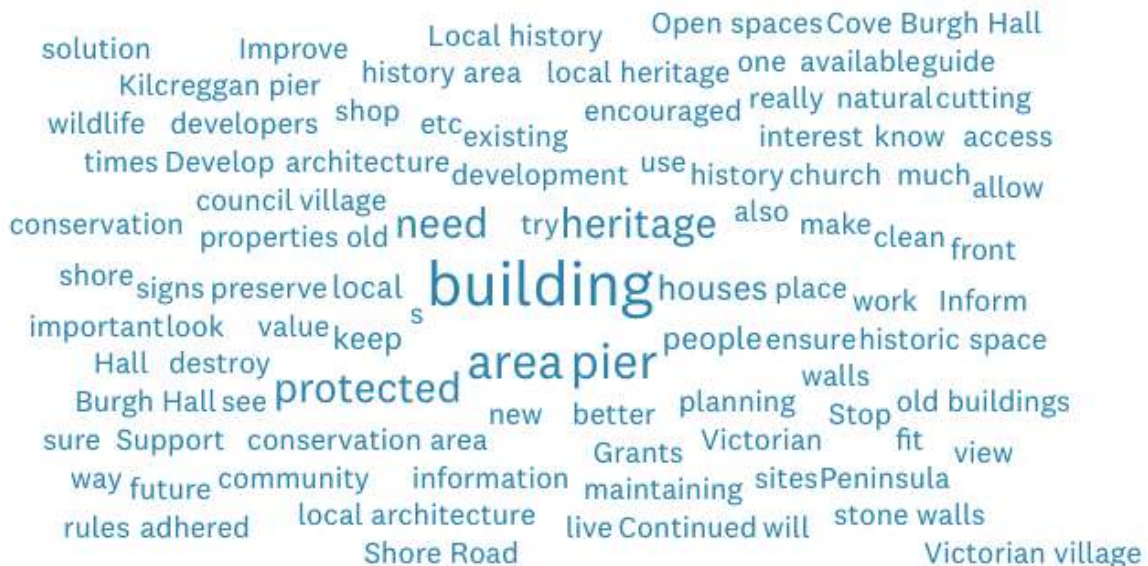 solution Improve Local history Open spaces Cove Burgh Hall
Kilcreggan pier history area local heritage one available guide
wildlife developers shop etc existing encouraged really natural cutting
interest know access
times Develop architecture development use history church much allow
conservation council village
properties old need try heritage also make clean front
shore signs preserve local building houses place work Inform
important look value keep s people ensure historic space
Hall destroy protected area pier walls
Burgh Hall see new better planning Stop old buildings
sure Support conservation area Grants Victorian fit view
way future community information maintaining sites Peninsula
rules adhered local architecture live Continued will stone walls
Shore Road Victorian village